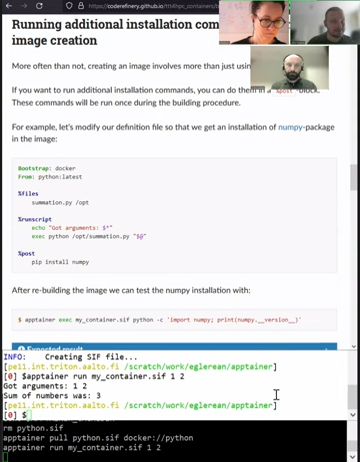 https://coderefinery.github.io/ttt4hpc_containers/b
Running additional installation com
image creation
More often than not, creating an image involves more than just usin
If you want to run additional installation commands, you can do them in a %post -block.
These commands will be run once during the building procedure.
For example, let's modify our definition file so that we get an installation of numpy-package
in the image:
Bootstrap: docker
From: python:latest
%files
summation.py /opt
%runscript
echo "Got arguments: $*"
exec python /opt/summation.py "$@"
%post
pip install numpy
After re-building the image we can test the numpy installation with:
$ apptainer exec my_container.sif python -c 'import numpy; print(numpy.__version__)'
Expected result
INFO:    Creating SIF file...
[pe11.int.triton.aalto.fi /scratch/work/eglerean/apptainer]
[0] $apptainer run my_container.sif 1 2
Got arguments: 1 2
Sum of numbers was: 3
[pe11.int.triton.aalto.fi /scratch/work/eglerean/apptainer]
[0] $
rm python.sif
apptainer pull python.sif docker://python
apptainer run my_container.sif 1 2